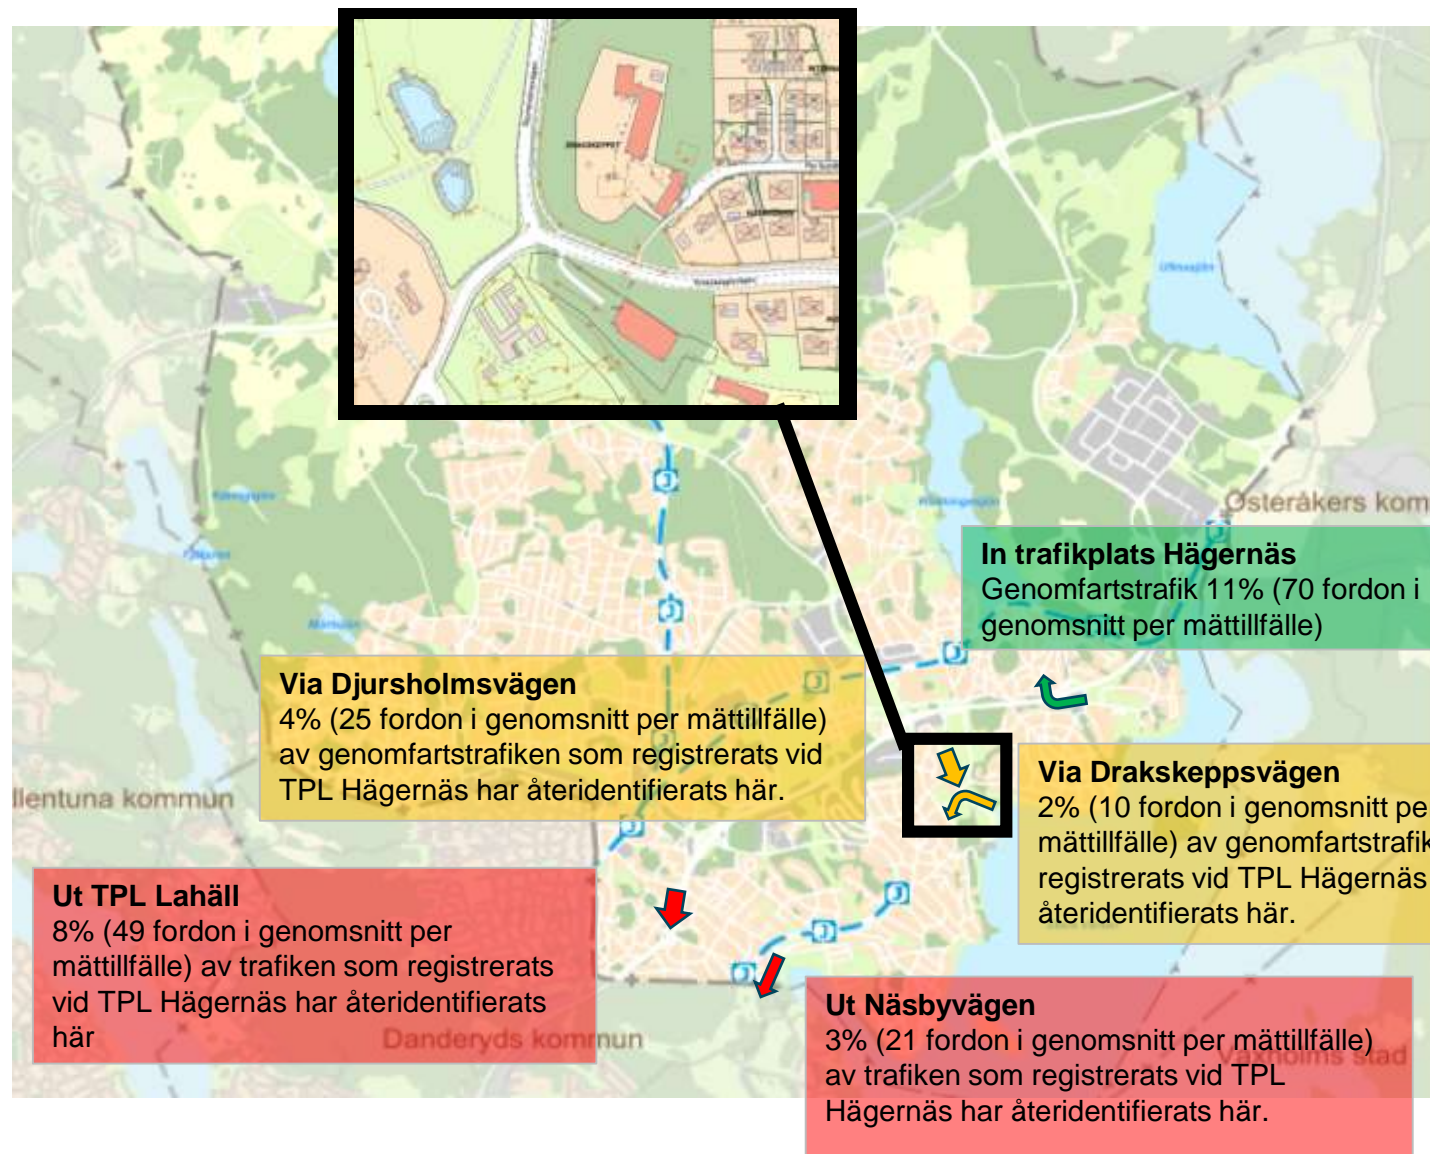 Österåkers kom
In trafikplats Hägernäs
Genomfartstrafik 11% (70 fordon i
genomsnitt per mättillfälle)
Via Djursholmsvägen
4% (25 fordon i genomsnitt per mättillfälle)
av genomfartstrafiken som registrerats vid
TPL Hägernäs har återidentifierats här.
llentuna kommun
Via Drakskeppsvägen
2% (10 fordon i genomsnitt pe
mättillfälle) av genomfartstrafik
registrerats vid TPL Hägernäs
återidentifierats här.
Ut TPL Lahäll
8% (49 fordon i genomsnitt per
mättillfälle) av trafiken som registrerats
vid TPL Hägernäs har återidentifierats
här
Danderyds kommun
Ut Näsbyvägen
3% (21 fordon i genomsnitt per mättillfälle)
av trafiken som registrerats vid TPL
Hägernäs har återidentifierats här.
Vaxholms stad